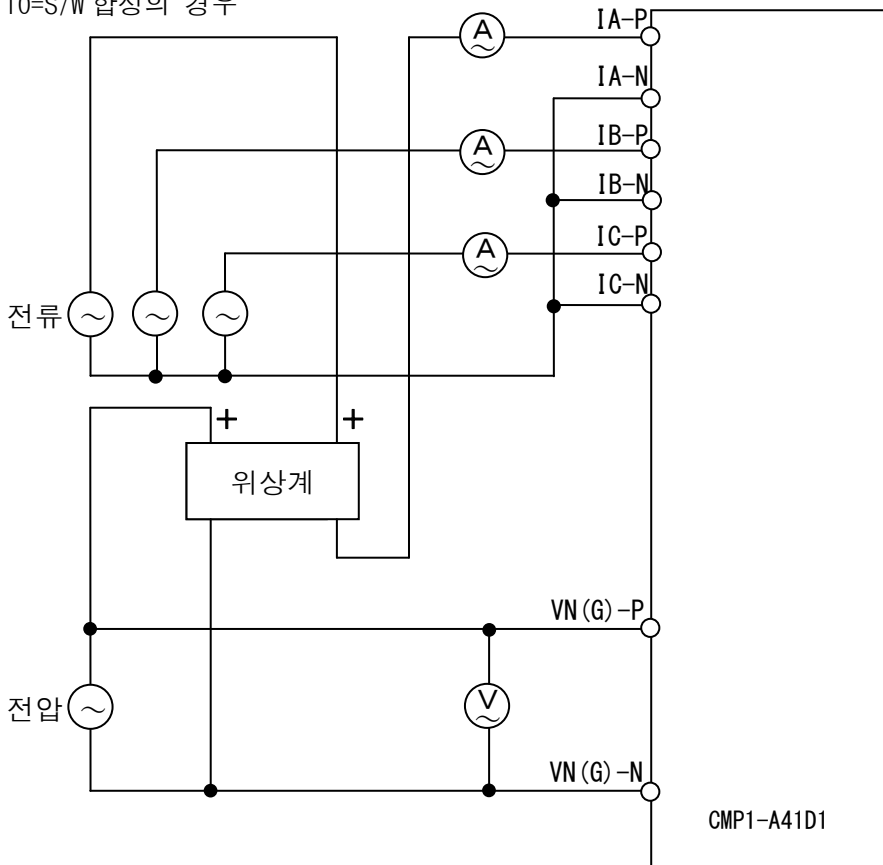 합성의 경우
IA-P
A
IA-N
IB-P
A
IB-N
IC-P
A
IC-N
전류
+ +
위상계
VN(G)-P
전압
V
VN(G)-N
CMP1-A41D1